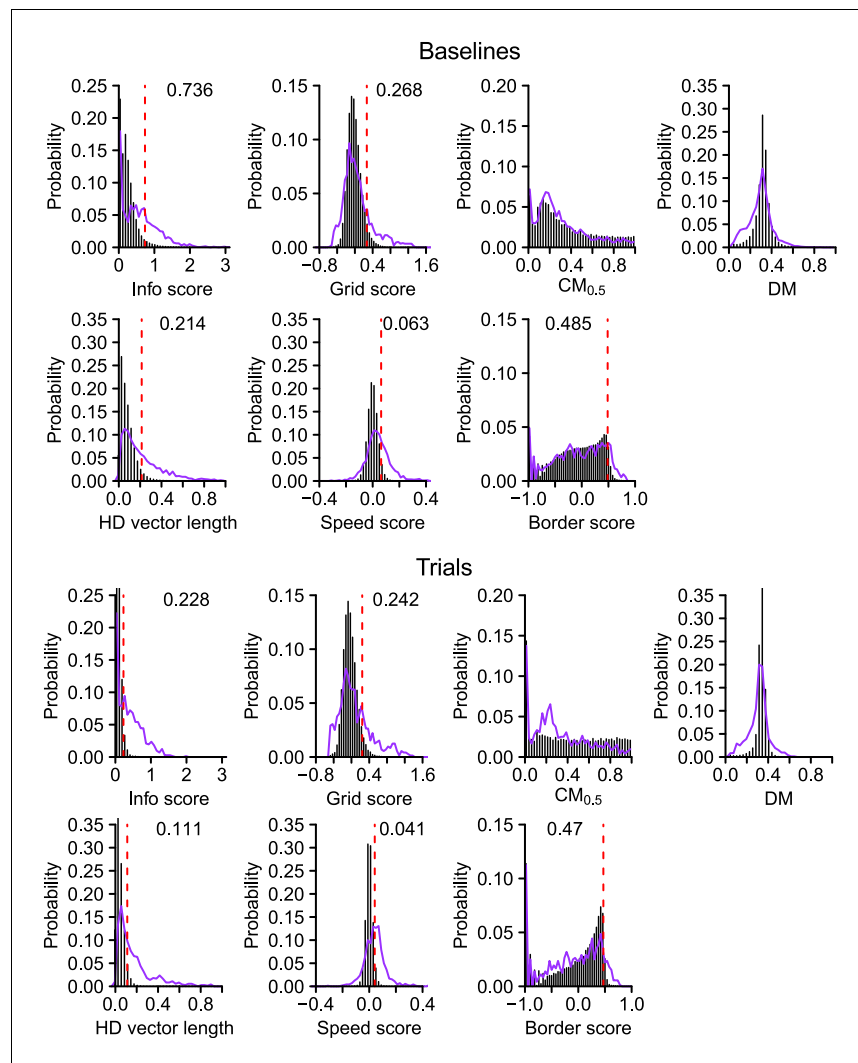 Baselines
0.736 0.268
Probability Probability Probability Probability
0.25 0.20 0.15 0.10 0.05 0.00
0.15 0.10 0.05 0.00
0.20 0.15 0.10 0.05 0.00
0.35 0.30 0.25 0.20 0.15 0.10 0.05 0.00
0 1 2 3 −0.8 0.4 1.6 0.0 0.4 0.8 0.0 0.4 0.8
Info score Grid score CM0.5 DM
0.214 0.063 0.485
Probability Probability Probability
0.35 0.30 0.25 0.20 0.15 0.10 0.05 0.00
0.35 0.30 0.25 0.20 0.15 0.10 0.05 0.00
0.15 0.10 0.05 0.00
0.0 0.4 0.8 −0.4 0.0 0.4 −1.0 0.0 1.0
HD vector length Speed score Border score
Trials
0.228 0.242
Probability Probability Probability Probability
0.25 0.20 0.15 0.10 0.05 0.00
0.15 0.10 0.05 0.00
0.20 0.15 0.10 0.05 0.00
0.35 0.30 0.25 0.20 0.15 0.10 0.05 0.00
0 1 2 3 −0.8 0.4 1.6 0.0 0.4 0.8 0.0 0.4 0.8
Info score Grid score CM0.5 DM
0.111 0.041 0.47
Probability Probability Probability
0.35 0.30 0.25 0.20 0.15 0.10 0.05 0.00
0.35 0.30 0.25 0.20 0.15 0.10 0.05 0.00
0.15 0.10 0.05 0.00
0.0 0.4 0.8 −0.4 0.0 0.4 −1.0 0.0 1.0
HD vector length Speed score Border score